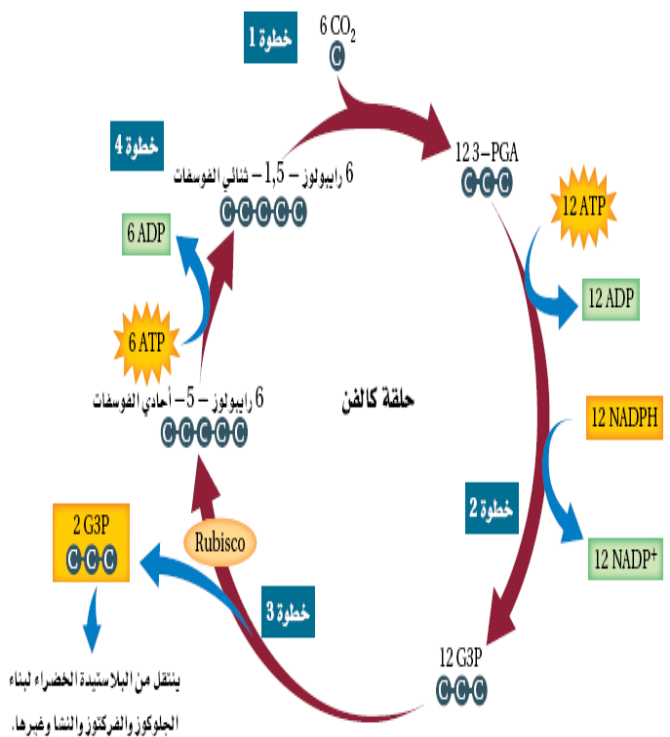 خطوة 1
6 CO₂
C
12 3–PGA
C-C-C
12 ATP
12 ADP
12 NADPH
12 NADP⁺
خطوة 2
12 G3P
C-C-C
خطوة 3
Rubisco
2 G3P
C-C-C
ينتقل من البلاستيدة الخضراء لبناء
الجلوكوز والفركتوز والنشا وغيرها.
6 رايبولوز – 5– أحادي الفوسفات
C-C-C-C-C
6 ATP
6 ADP
خطوة 4
6 رايبولوز –1,5– ثنائي الفوسفات
C-C-C-C-C
حلقة كالفن